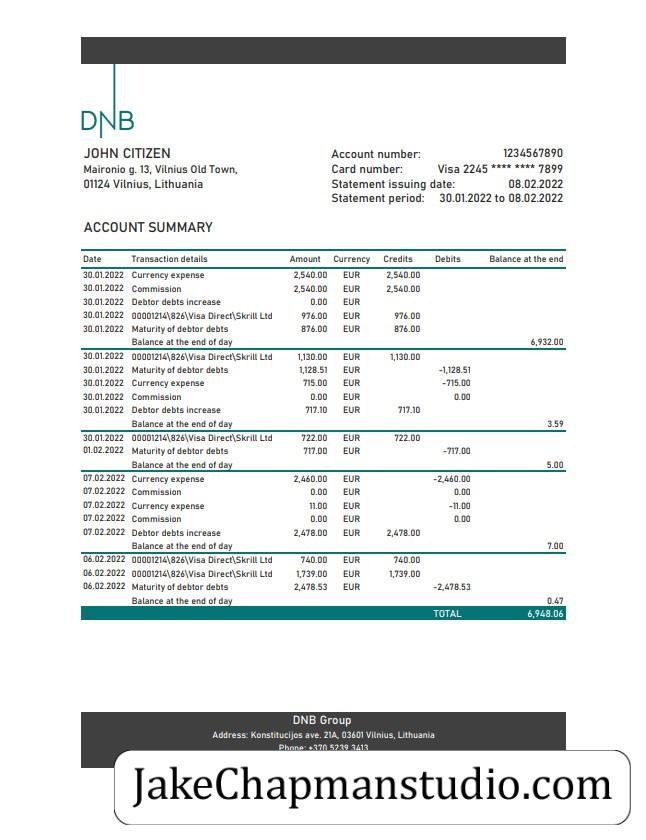 DNB
JOHN CITIZEN
Maironio g. 13, Vilnius Old Town,
01124 Vilnius, Lithuania
Account number: 1234567890
Card number: Visa 2245 **** **** 7899
Statement issuing date: 08.02.2022
Statement period: 30.01.2022 to 08.02.2022
ACCOUNT SUMMARY
Date Transaction details Amount Currency Credits Debits Balance at the end
30.01.2022 Currency expense 2,540.00 EUR 2,540.00
30.01.2022 Commission 2,540.00 EUR 2,540.00
30.01.2022 Debtor debts increase 0.00 EUR
30.01.2022 00001214\826\Visa Direct\Skrill Ltd 976.00 EUR 976.00
30.01.2022 Maturity of debtor debts 876.00 EUR 876.00
Balance at the end of day 6,932.00
30.01.2022 00001214\826\Visa Direct\Skrill Ltd 1,130.00 EUR 1,130.00
30.01.2022 Maturity of debtor debts 1,128.51 EUR -1,128.51
30.01.2022 Currency expense 715.00 EUR -715.00
30.01.2022 Commission 0.00 EUR 0.00
30.01.2022 Debtor debts increase 717.10 EUR 717.10
Balance at the end of day 3.59
30.01.2022 00001214\826\Visa Direct\Skrill Ltd 722.00 EUR 722.00
01.02.2022 Maturity of debtor debts 717.00 EUR -717.00
Balance at the end of day 5.00
07.02.2022 Currency expense 2,460.00 EUR -2,460.00
07.02.2022 Commission 0.00 EUR 0.00
07.02.2022 Currency expense 11.00 EUR -11.00
07.02.2022 Commission 0.00 EUR 0.00
07.02.2022 Debtor debts increase 2,478.00 EUR 2,478.00
Balance at the end of day 7.00
06.02.2022 00001214\826\Visa Direct\Skrill Ltd 740.00 EUR 740.00
06.02.2022 00001214\826\Visa Direct\Skrill Ltd 1,739.00 EUR 1,739.00
06.02.2022 Maturity of debtor debts 2,478.53 EUR -2,478.53
Balance at the end of day 0.47
TOTAL 6,948.06
DNB Group
Address: Konstitucijos ave. 21A, 03601 Vilnius, Lithuania
Phone: +370 5239 3413
JakeChapmanstudio.com